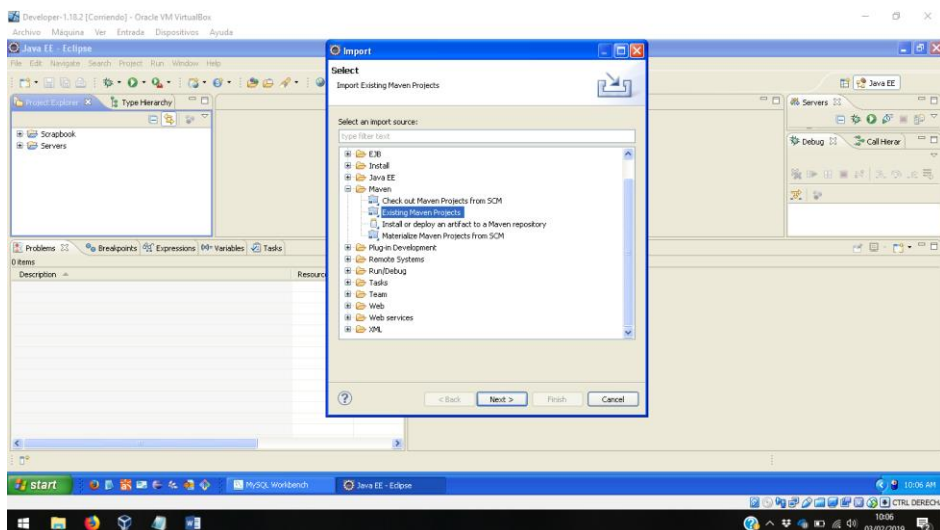 Developer-1.18.2 [Corriendo] - Oracle VM VirtualBox
Archivo Máquina Ver Entrada Dispositivos Ayuda
Java EE - Eclipse
File Edit Navigate Search Project Run Window Help
Java EE
Project Explorer
Type Hierarchy
Scrapbook
Servers
Servers
Debug
Call Hierar
Problems
Breakpoints
Expressions
Variables
Tasks
0 items
Description
Resourc
Import
Select
Import Existing Maven Projects
Select an import source:
type filter text
EJB
Install
Java EE
Maven
Check out Maven Projects from SCM
Existing Maven Projects
Install or deploy an artifact to a Maven repository
Materialize Maven Projects from SCM
Plug-in Development
Remote Systems
Run/Debug
Tasks
Team
Web
Web services
XML
< Back
Next >
Finish
Cancel
start
MySQL Workbench
Java EE - Eclipse
10:06 AM
CTRL DERECH
10:06
03/03/2019